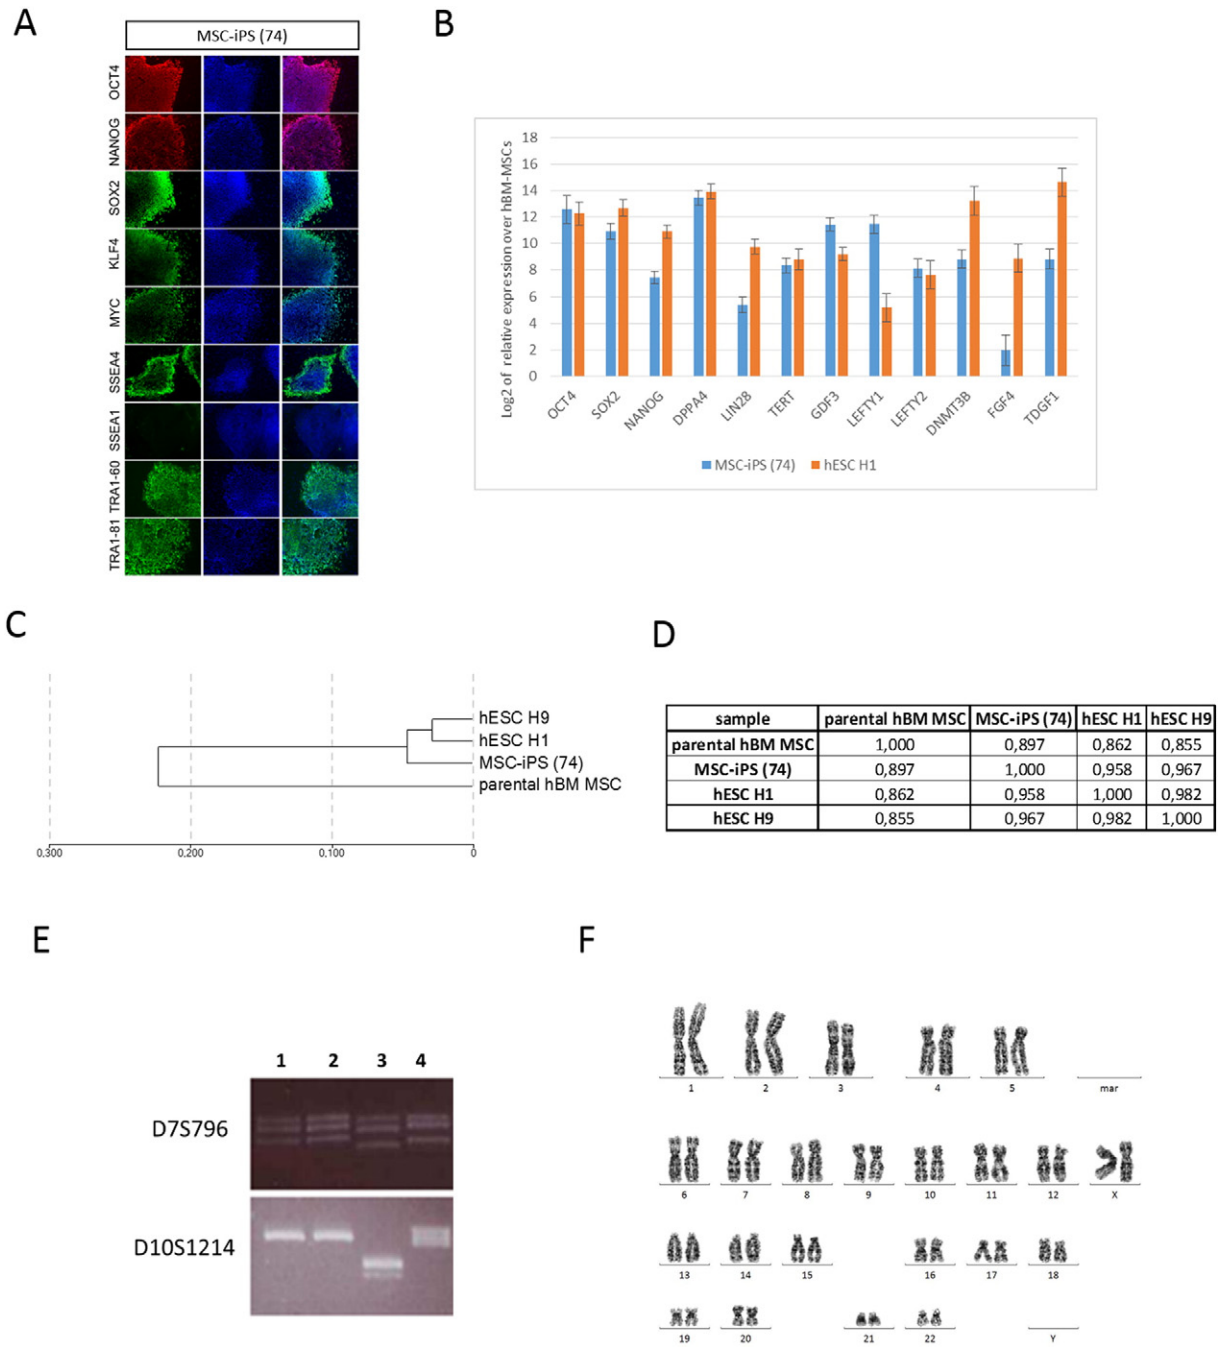 A
MSC-iPS (74)
OCT4
NANOG
SOX2
KLF4
MYC
SSEA4
SSEA1
TRA1-60
TRA1-81
B
Log2 of relative expression over hBM-MSCs
18
16
14
12
10
8
6
4
2
0
OCT4
SOX2
NANOG
DPPA4
LIN28
TERT
GDF3
LEFTY1
LEFTY2
DNMT3B
FGF4
TDGF1
MSC-iPS (74) hESC H1
C
hESC H9
hESC H1
MSC-iPS (74)
parental hBM MSC
0,300 0,200 0,100 0
D
sample parental hBM MSC MSC-iPS (74) hESC H1 hESC H9
parental hBM MSC 1,000 0,897 0,862 0,855
MSC-iPS (74) 0,897 1,000 0,958 0,967
hESC H1 0,862 0,958 1,000 0,982
hESC H9 0,855 0,967 0,982 1,000
E
1 2 3 4
D7S796
D10S1214
F
1 2 3 4 5 mar
6 7 8 9 10 11 12 X
13 14 15 16 17 18
19 20 21 22 Y